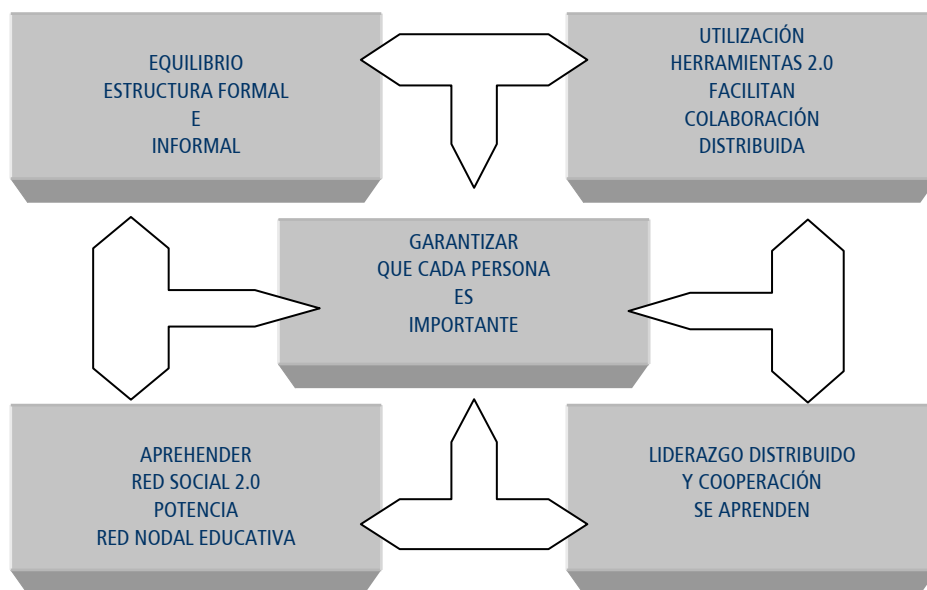 EQUILIBRIO
ESTRUCTURA FORMAL
E
INFORMAL
UTILIZACIÓN
HERRAMIENTAS 2.0
FACILITAN
COLABORACIÓN
DISTRIBUIDA
GARANTIZAR
QUE CADA PERSONA
ES
IMPORTANTE
APREHENDER
RED SOCIAL 2.0
POTENCIA
RED NODAL EDUCATIVA
LIDERAZGO DISTRIBUIDO
Y COOPERACIÓN
SE APRENDEN